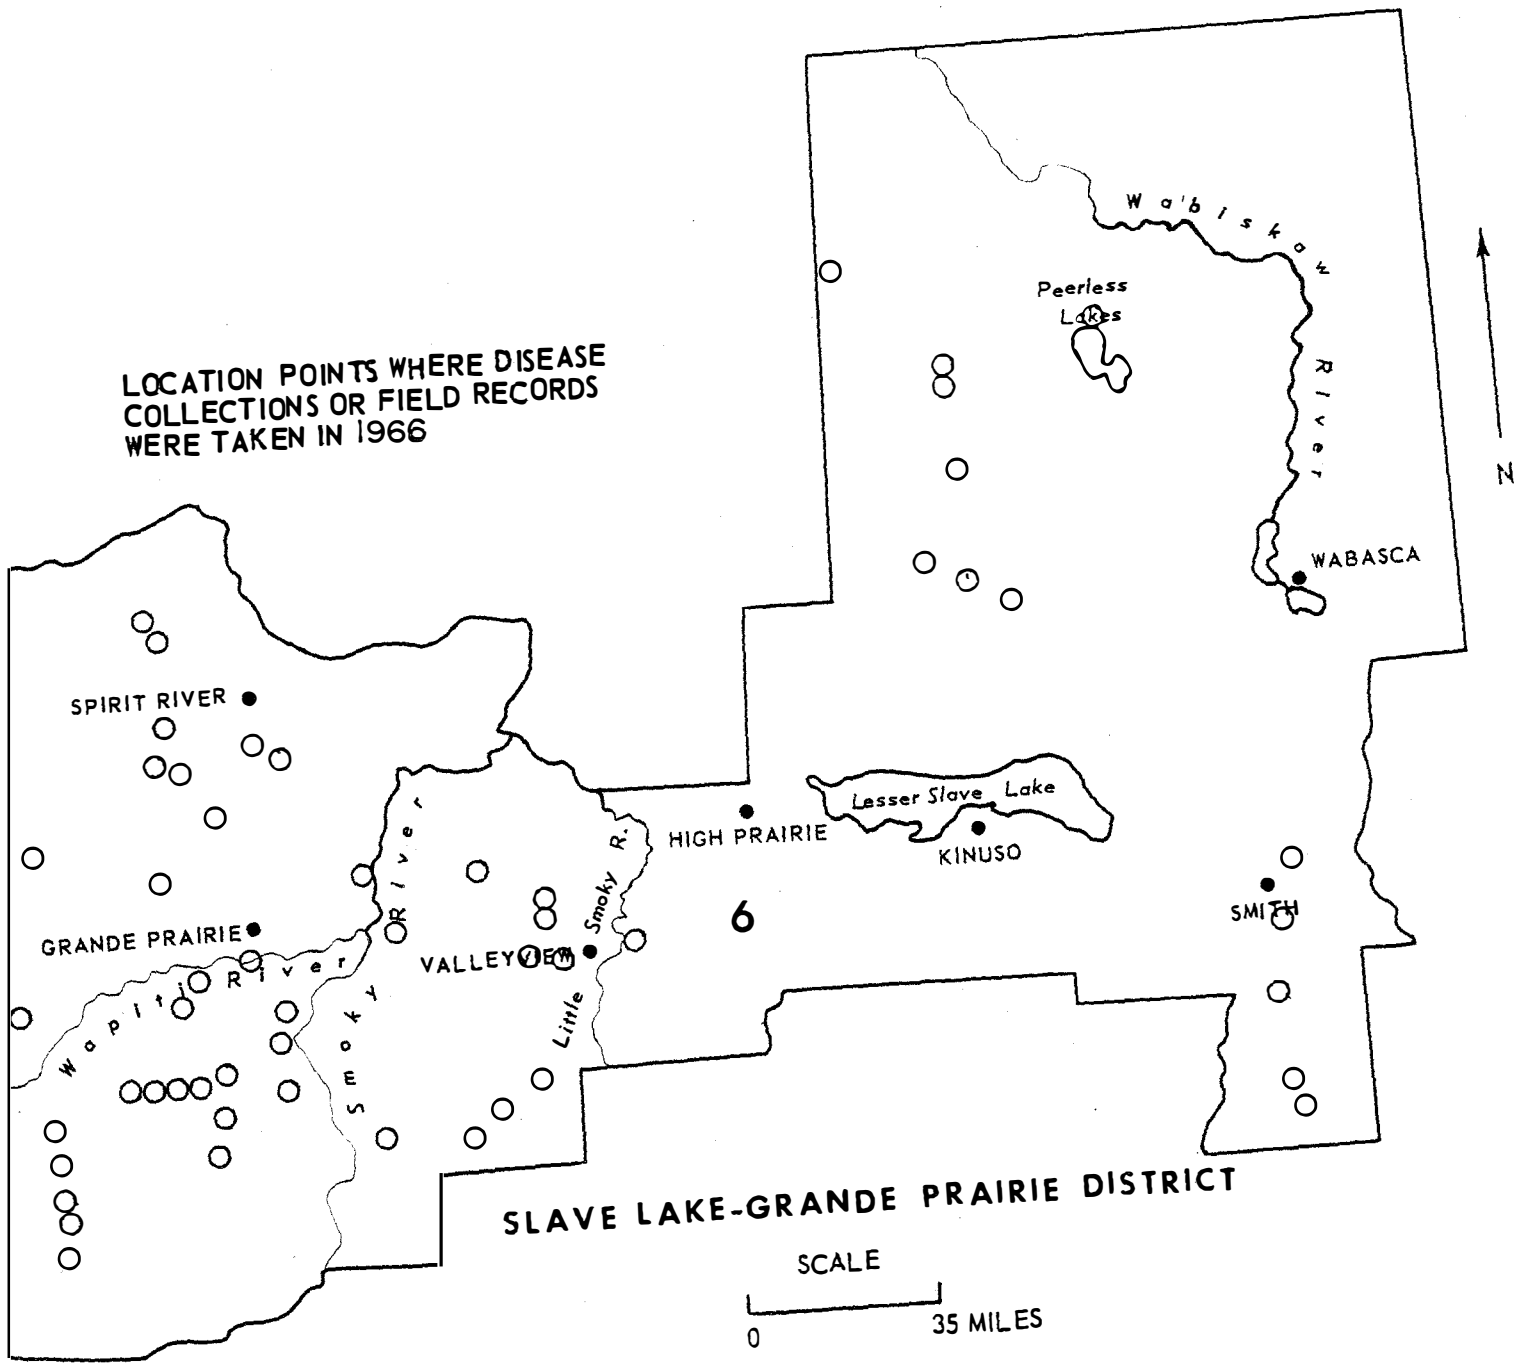 Wabiskaw River
Peerless
Lakes
LOCATION POINTS WHERE DISEASE
COLLECTIONS OR FIELD RECORDS
WERE TAKEN IN 1966
N
WABASCA
SPIRIT RIVER
Lesser Slave Lake
HIGH PRAIRIE
KINUSO
6
SMITH
GRANDE PRAIRIE
VALLEYVIEW
Little Smoky R.
Wapiti River
Smoky River
SLAVE LAKE-GRANDE PRAIRIE DISTRICT
SCALE
0 35 MILES